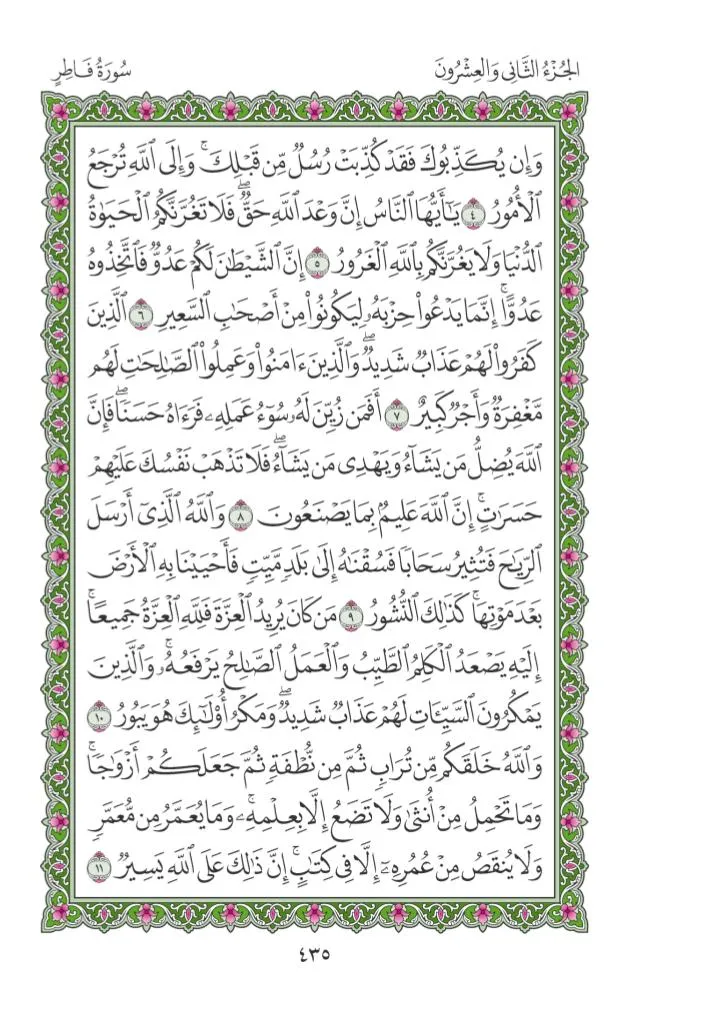 سُورَةُ فَاطِرٍ
الجُزْءُ الثَّانِي وَالعِشْرُونَ
وَإِن يُكَذِّبُوكَ فَقَدْ كُذِّبَتْ رُسُلٌ مِّن قَبْلِكَۚ وَإِلَى ٱللَّهِ تُرْجَعُ
ٱلْأُمُورُ ٤ يَٰٓأَيُّهَا ٱلنَّاسُ إِنَّ وَعْدَ ٱللَّهِ حَقٌّۖ فَلَا تَغُرَّنَّكُمُ ٱلْحَيَوٰةُ
ٱلدُّنْيَا وَلَا يَغُرَّنَّكُم بِٱللَّهِ ٱلْغَرُورُ ٥ إِنَّ ٱلشَّيْطَٰنَ لَكُمْ عَدُوٌّ فَٱتَّخِذُوهُ
عَدُوًّاۚ إِنَّمَا يَدْعُوا۟ حِزْبَهُۥ لِيَكُونُوا۟ مِنْ أَصْحَٰبِ ٱلسَّعِيرِ ٦ ٱلَّذِينَ
كَفَرُوا۟ لَهُمْ عَذَابٌ شَدِيدٌۖ وَٱلَّذِينَ ءَامَنُوا۟ وَعَمِلُوا۟ ٱلصَّٰلِحَٰتِ لَهُم
مَّغْفِرَةٌ وَأَجْرٌ كَبِيرٌ ٧ أَفَمَن زُيِّنَ لَهُۥ سُوٓءُ عَمَلِهِۦ فَرَءَاهُ حَسَنًاۖ فَإِنَّ
ٱللَّهَ يُضِلُّ مَن يَشَآءُ وَيَهْدِى مَن يَشَآءُۖ فَلَا تَذْهَبْ نَفْسُكَ عَلَيْهِمْ
حَسَرَٰتٍۚ إِنَّ ٱللَّهَ عَلِيمٌۢ بِمَا يَصْنَعُونَ ٨ وَٱللَّهُ ٱلَّذِىٓ أَرْسَلَ
ٱلرِّيَٰحَ فَتُثِيرُ سَحَابًا فَسُقْنَٰهُ إِلَىٰ بَلَدٍ مَّيِّتٍ فَأَحْيَيْنَا بِهِ ٱلْأَرْضَ
بَعْدَ مَوْتِهَاۚ كَذَٰلِكَ ٱلنُّشُورُ ٩ مَن كَانَ يُرِيدُ ٱلْعِزَّةَ فَلِلَّهِ ٱلْعِزَّةُ جَمِيعًاۚ
إِلَيْهِ يَصْعَدُ ٱلْكَلِمُ ٱلطَّيِّبُ وَٱلْعَمَلُ ٱلصَّٰلِحُ يَرْفَعُهُۥۚ وَٱلَّذِينَ
يَمْكُرُونَ ٱلسَّيِّـَٔاتِ لَهُمْ عَذَابٌ شَدِيدٌۖ وَمَكْرُ أُو۟لَٰٓئِكَ هُوَ يَبُورُ ١٠
وَٱللَّهُ خَلَقَكُم مِّن تُرَابٍ ثُمَّ مِن نُّطْفَةٍ ثُمَّ جَعَلَكُمْ أَزْوَٰجًاۚ
وَمَا تَحْمِلُ مِنْ أُنثَىٰ وَلَا تَضَعُ إِلَّا بِعِلْمِهِۦۚ وَمَا يُعَمَّرُ مِن مُّعَمَّرٍ
وَلَا يُنقَصُ مِنْ عُمُرِهِۦٓ إِلَّا فِى كِتَٰبٍۚ إِنَّ ذَٰلِكَ عَلَى ٱللَّهِ يَسِيرٌ ١١
٤٣٥